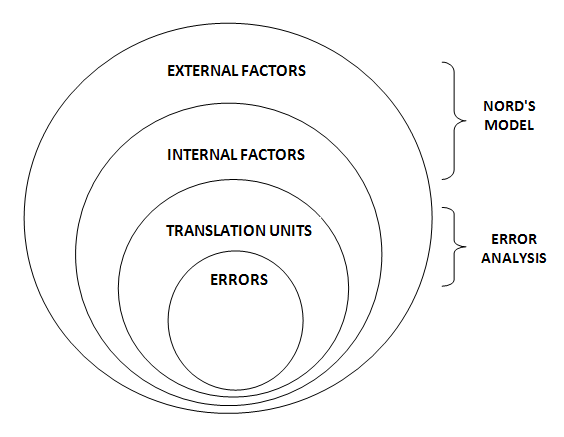 EXTERNAL FACTORS
NORD'S
MODEL
INTERNAL FACTORS
TRANSLATION UNITS
ERROR
ANALYSIS
ERRORS